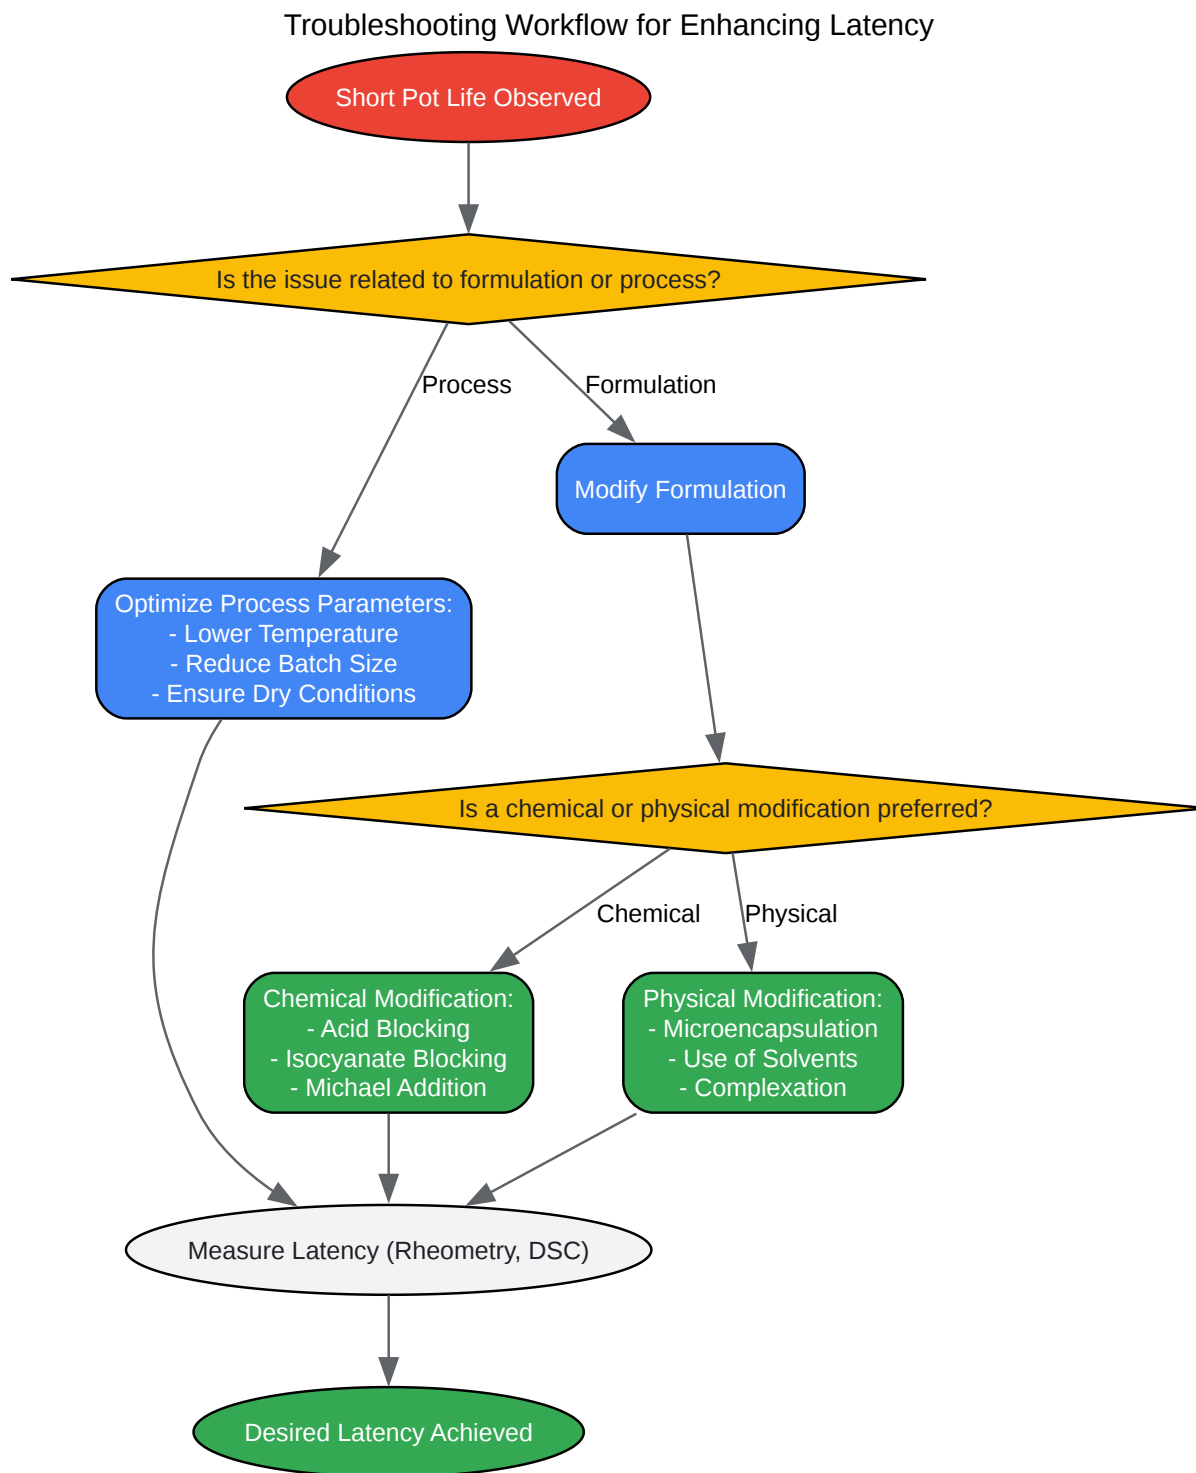 Troubleshooting Workflow for Enhancing Latency
Short Pot Life Observed
Is the issue related to formulation or process?
Process
Formulation
Modify Formulation
Optimize Process Parameters:
- Lower Temperature
- Reduce Batch Size
- Ensure Dry Conditions
Is a chemical or physical modification preferred?
Chemical
Physical
Chemical Modification:
- Acid Blocking
- Isocyanate Blocking
- Michael Addition
Physical Modification:
- Microencapsulation
- Use of Solvents
- Complexation
Measure Latency (Rheometry, DSC)
Desired Latency Achieved